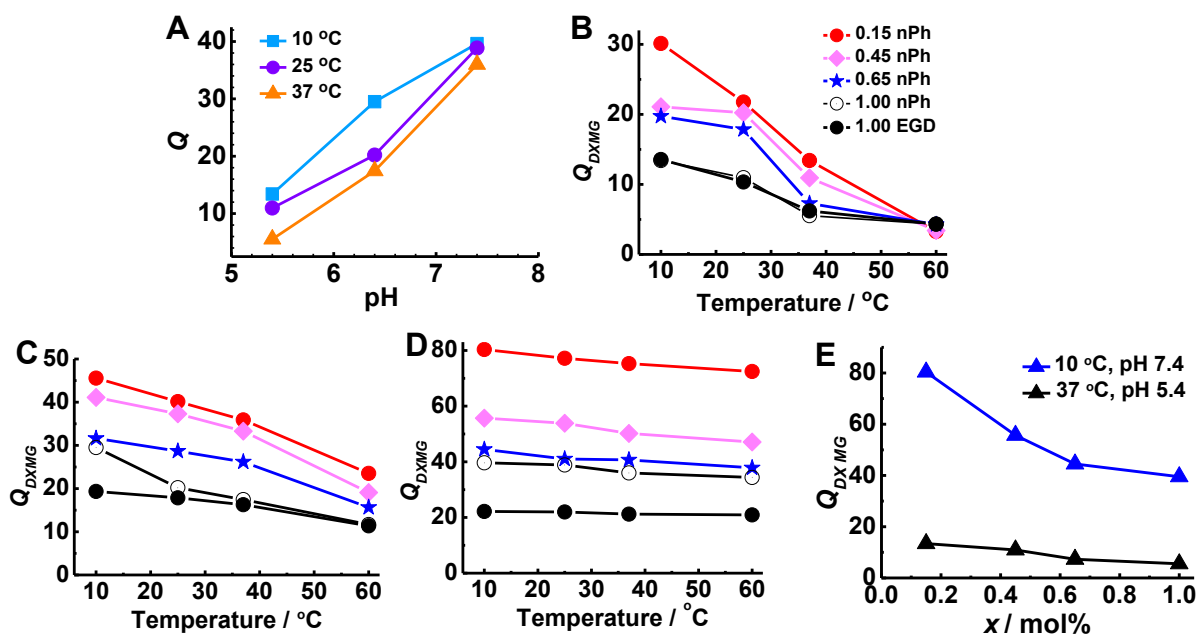 A
10 °C
25 °C
37 °C
Q
40
30
20
10
5 6 7 8
pH
B
0.15 nPh
0.45 nPh
0.65 nPh
1.00 nPh
1.00 EGD
Q_DXMG
30
20
10
0
10 20 30 40 50 60
Temperature / °C
C
Q_DXMG
50
40
30
20
10
0
10 20 30 40 50 60
Temperature / °C
D
80
60
40
20
0
10 20 30 40 50 60
Temperature / °C
E
10 °C, pH 7.4
37 °C, pH 5.4
Q_DX MG
80
60
40
20
0
0.0 0.2 0.4 0.6 0.8 1.0
x / mol%